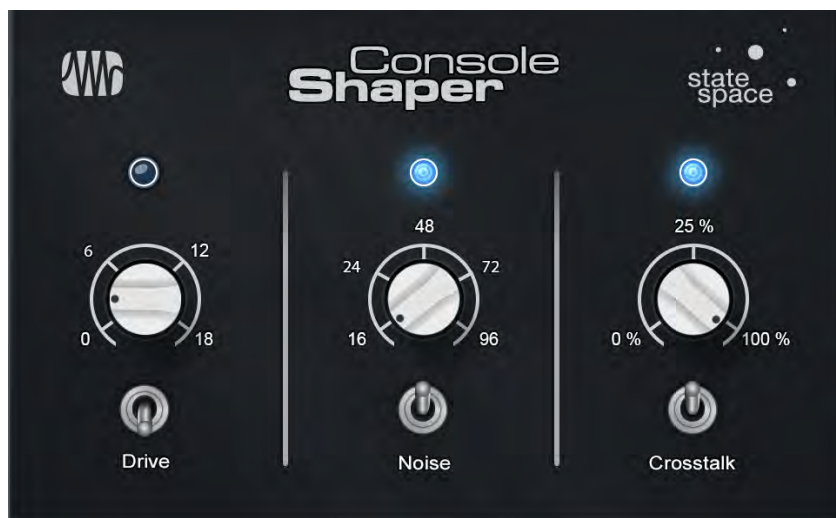 Console
Shaper
state
space
48
25 %
6
12
24
72
0
18
16
96
0 %
100 %
Drive
Noise
Crosstalk